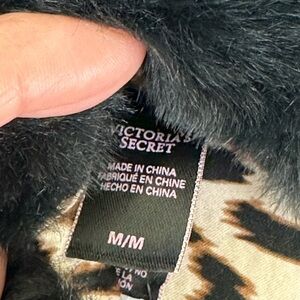 VICTORIA'S
SECRET
MADE IN CHINA
FABRIQUÉ EN CHINE
HECHO EN CHINA
M/M